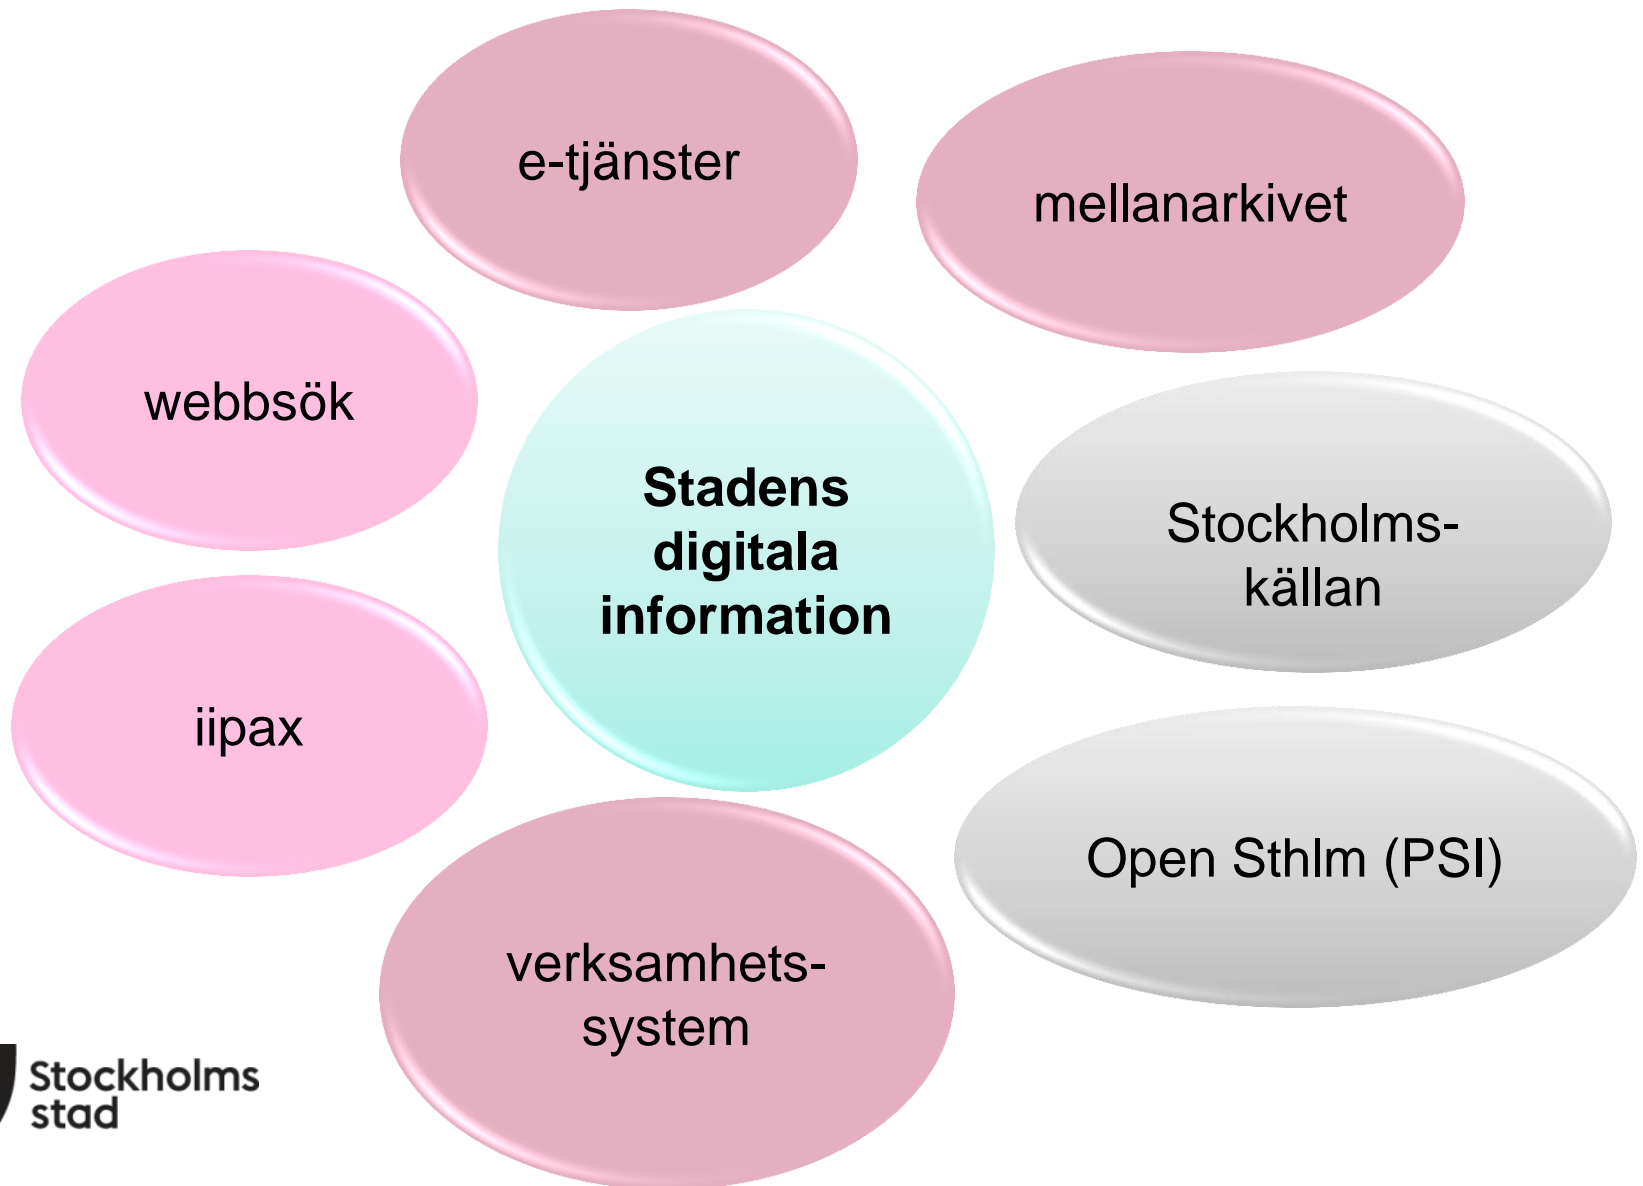 e-tjänster
mellanarkivet
webbsök
Stadens
digitala
information
Stockholms-
källan
iipax
Open Sthlm (PSI)
verksamhets-
system
Stockholms
stad